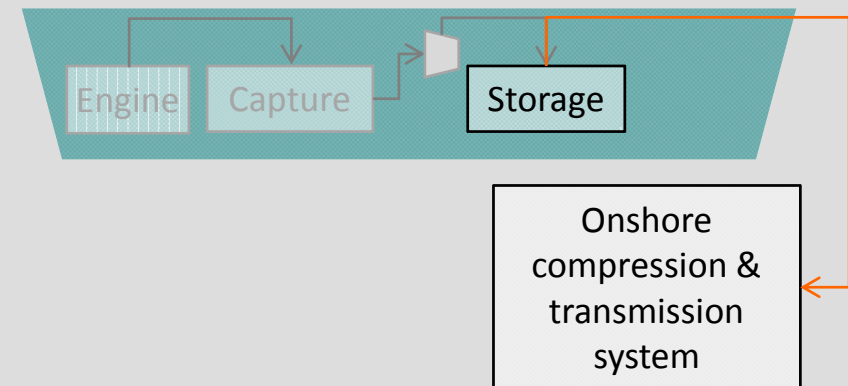 Engine
Capture
Storage
Onshore
compression &
transmission
system